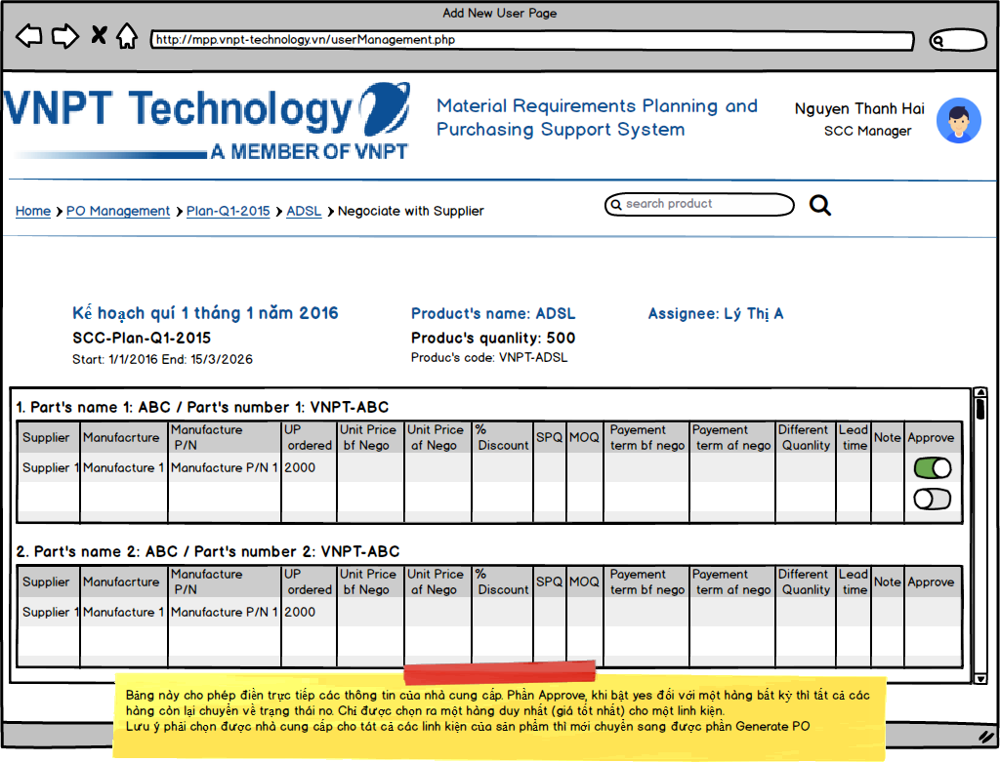 Add New User Page
http://mpp.vnpt-technology.vn/userManagement.php
VNPT Technology
A MEMBER OF VNPT
Material Requirements Planning and
Purchasing Support System
Nguyen Thanh Hai
SCC Manager
Home > PO Management > Plan-Q1-2015 > ADSL > Negociate with Supplier
search product
Kế hoạch quí 1 tháng 1 năm 2016
SCC-Plan-Q1-2015
Start: 1/1/2016 End: 15/3/2026
Product's name: ADSL
Produc's quanlity: 500
Produc's code: VNPT-ADSL
Assignee: Lý Thị A
1. Part's name 1: ABC / Part's number 1: VNPT-ABC
Supplier Manufacrture Manufacture P/N UP ordered Unit Price bf Nego Unit Price af Nego % Discount SPQ MOQ Payement term bf nego Payement term af nego Different Quanlity Lead time Note Approve
Supplier 1 Manufacture 1 Manufacture P/N 1 2000
2. Part's name 2: ABC / Part's number 2: VNPT-ABC
Supplier Manufacrture Manufacture P/N UP ordered Unit Price bf Nego Unit Price af Nego % Discount SPQ MOQ Payement term bf nego Payement term af nego Different Quanlity Lead time Note Approve
Supplier 1 Manufacture 1 Manufacture P/N 1 2000
Bảng này cho phép điền trực tiếp các thông tin của nhà cung cấp. Phần Approve, khi bật yes đối với một hàng bất kỳ thì tất cả các
hàng còn lại chuyển về trạng thái no. Chỉ được chọn ra một hàng duy nhất (giá tốt nhất) cho một linh kiện.
Lưu ý phải chọn được nhà cung cấp cho tát cả các linh kiện của sản phẩm thì mới chuyển sang được phần Generate PO